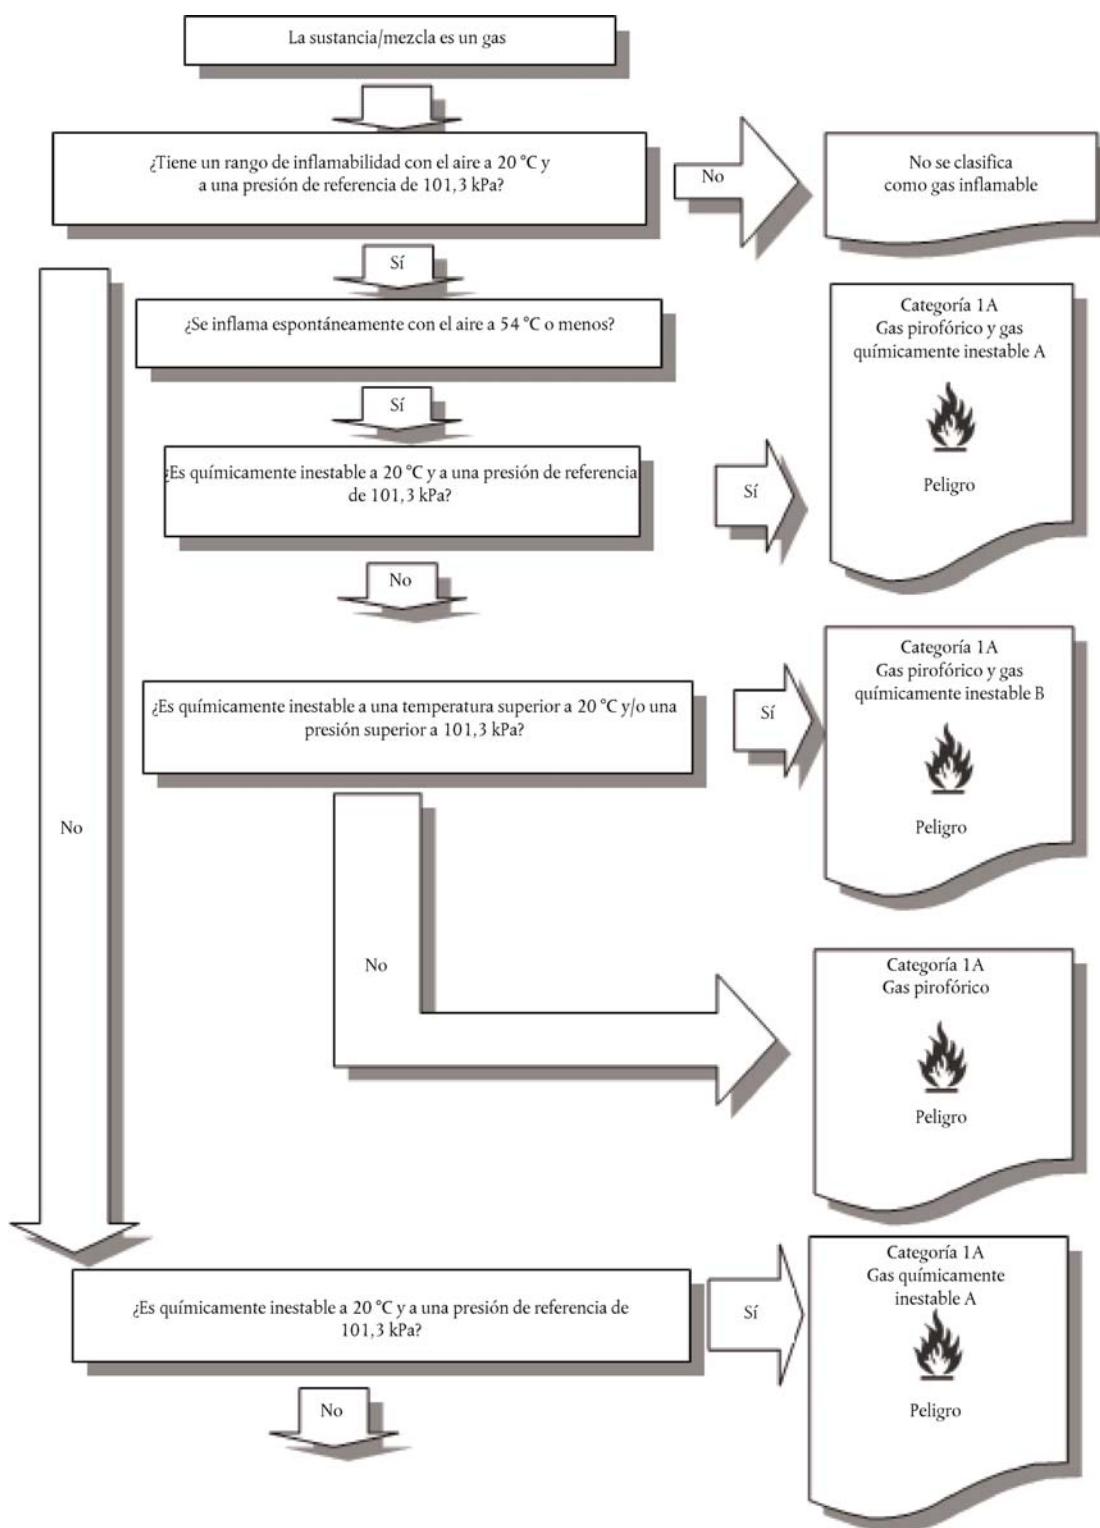 La sustancia/mezcla es un gas
¿Tiene un rango de inflamabilidad con el aire a 20 °C y
a una presión de referencia de 101,3 kPa?
No
No se clasifica
como gas inflamable
Sí
¿Se inflama espontáneamente con el aire a 54 °C o menos?
Categoría 1A
Gas pirofórico y gas
químicamente inestable A
Peligro
Sí
¿Es químicamente inestable a 20 °C y a una presión de referencia
de 101,3 kPa?
Sí
No
¿Es químicamente inestable a una temperatura superior a 20 °C y/o una
presión superior a 101,3 kPa?
Sí
Categoría 1A
Gas pirofórico y gas
químicamente inestable B
Peligro
No
No
Categoría 1A
Gas pirofórico
Peligro
¿Es químicamente inestable a 20 °C y a una presión de referencia de
101,3 kPa?
Sí
Categoría 1A
Gas químicamente
inestable A
Peligro
No